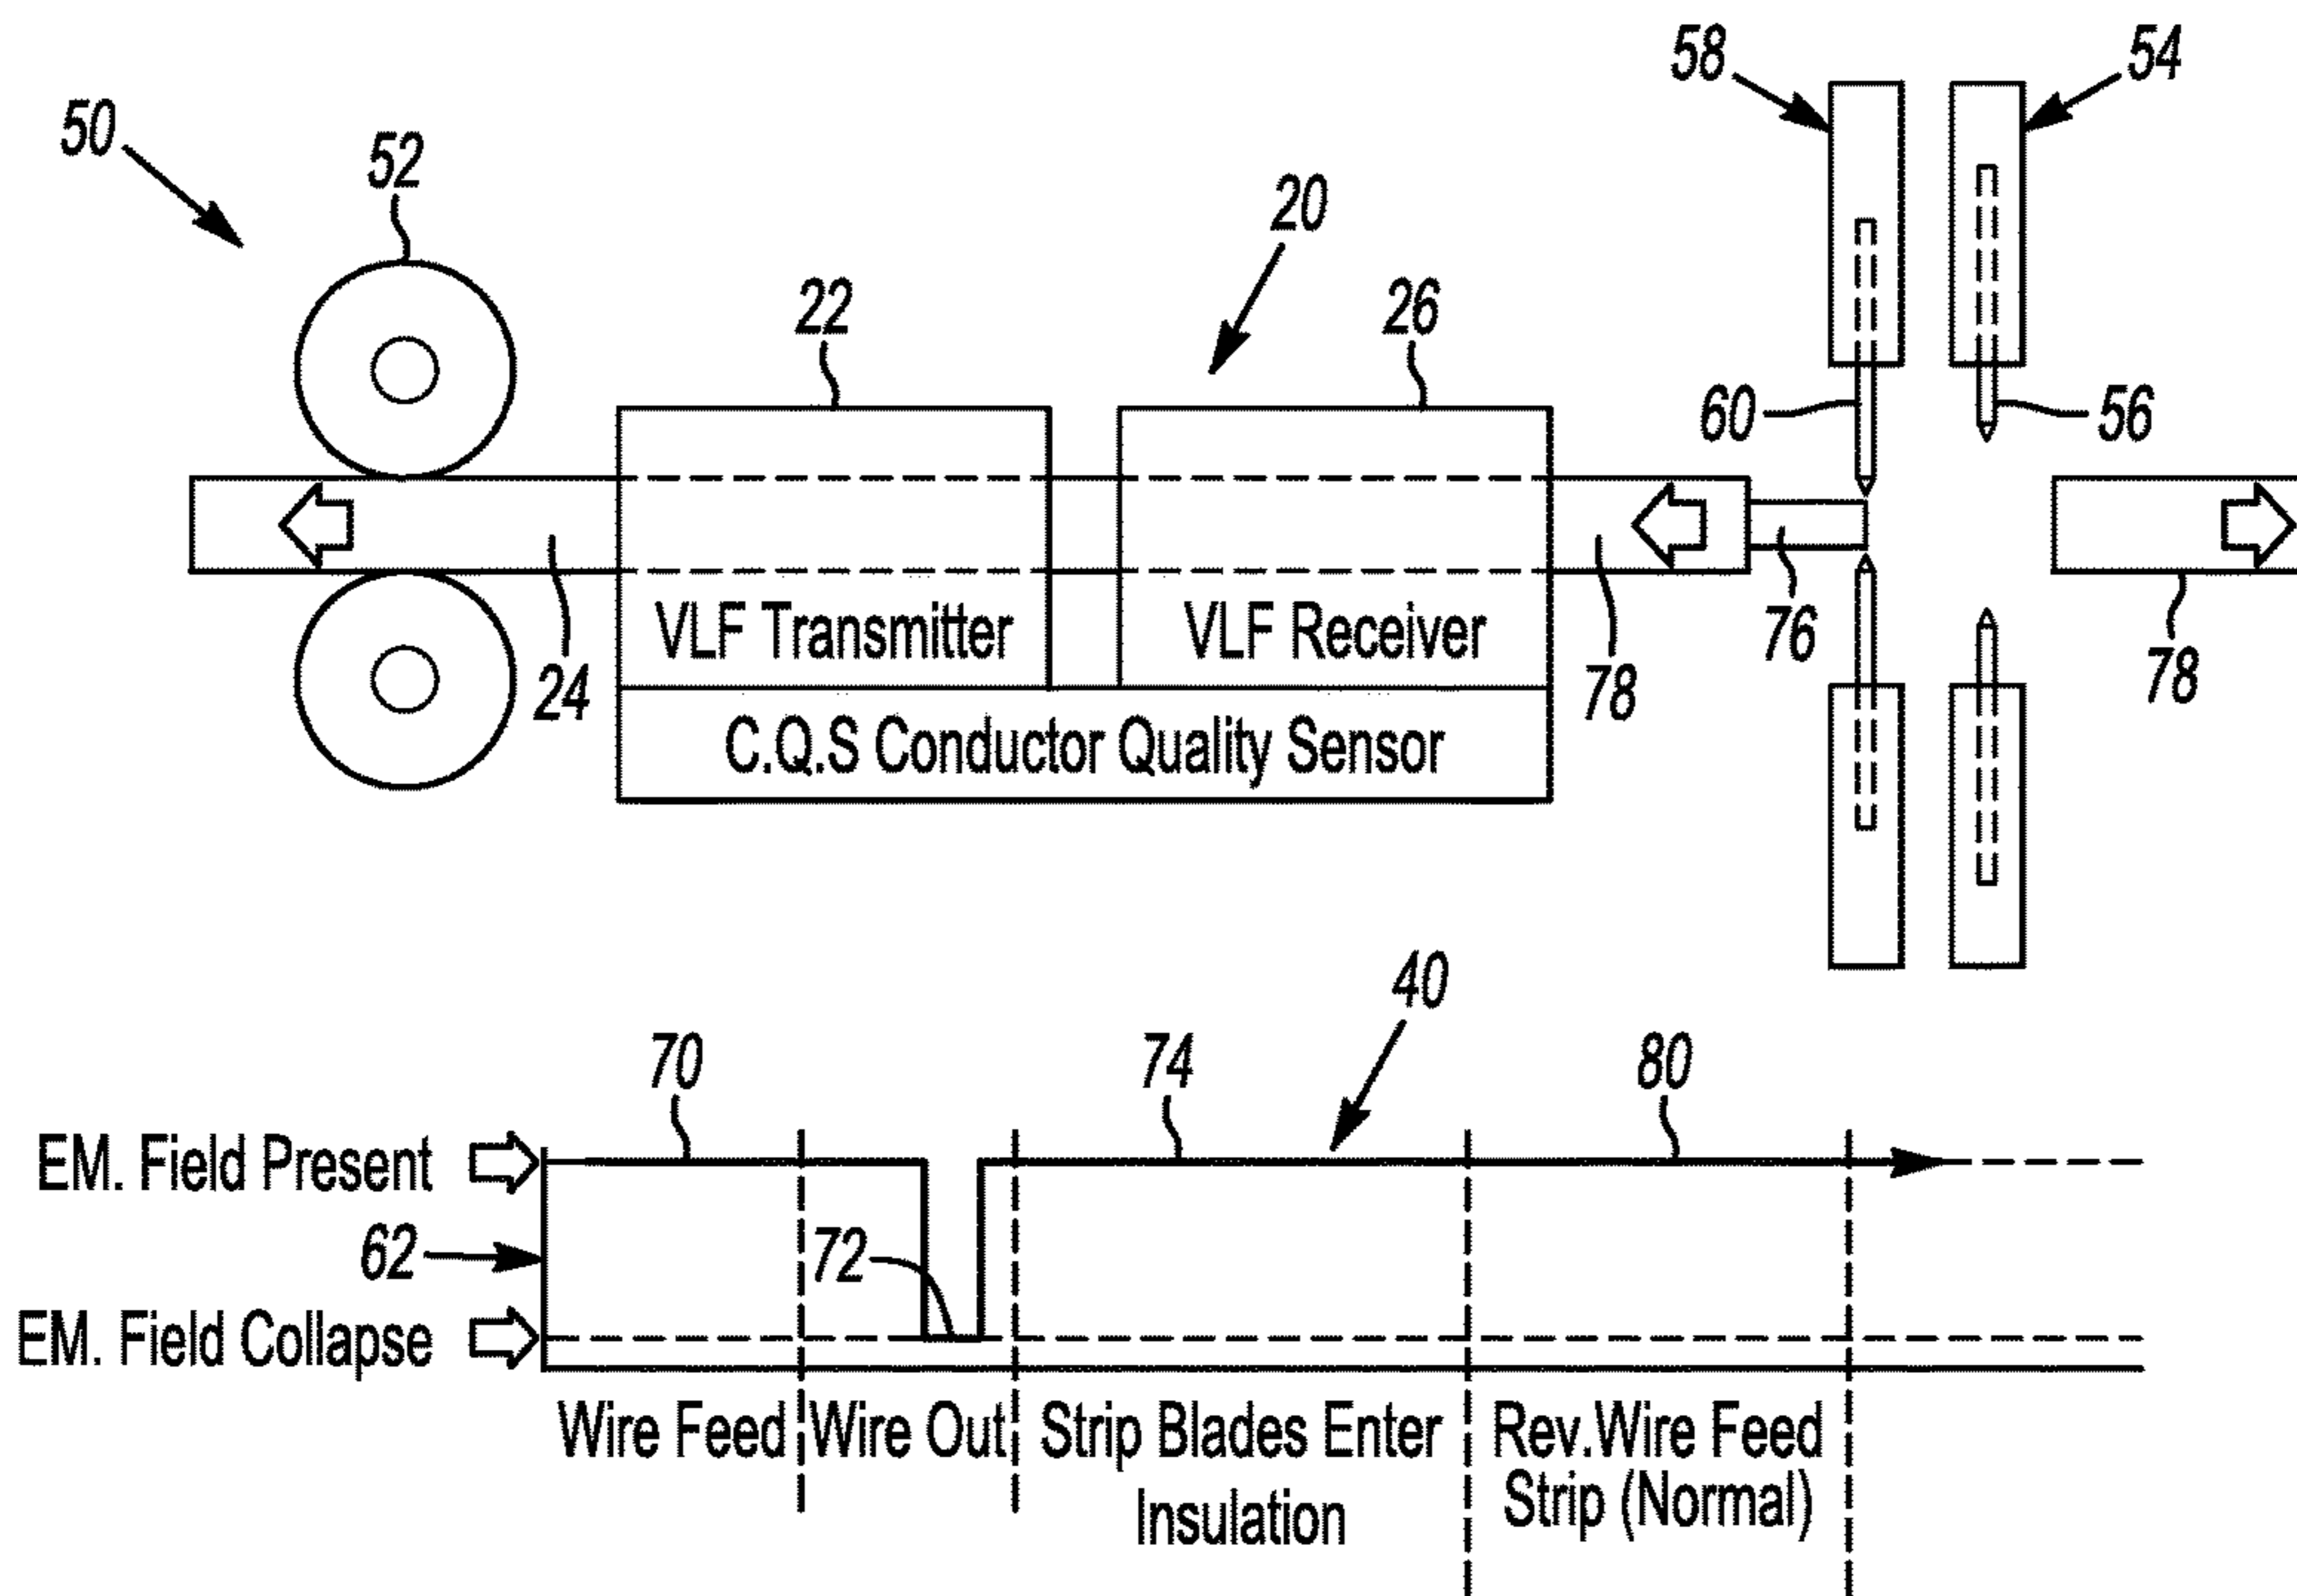 58
54
50
52
20
22
26
60
56
VLF Transmitter
VLF Receiver
24
78
76
78
C.Q.S Conductor Quality Sensor
40
70
74
80
EM. Field Present
62
72
EM. Field Collapse
Wire Feed
Wire Out
Strip Blades Enter
Insulation
Rev.Wire Feed
Strip (Normal)